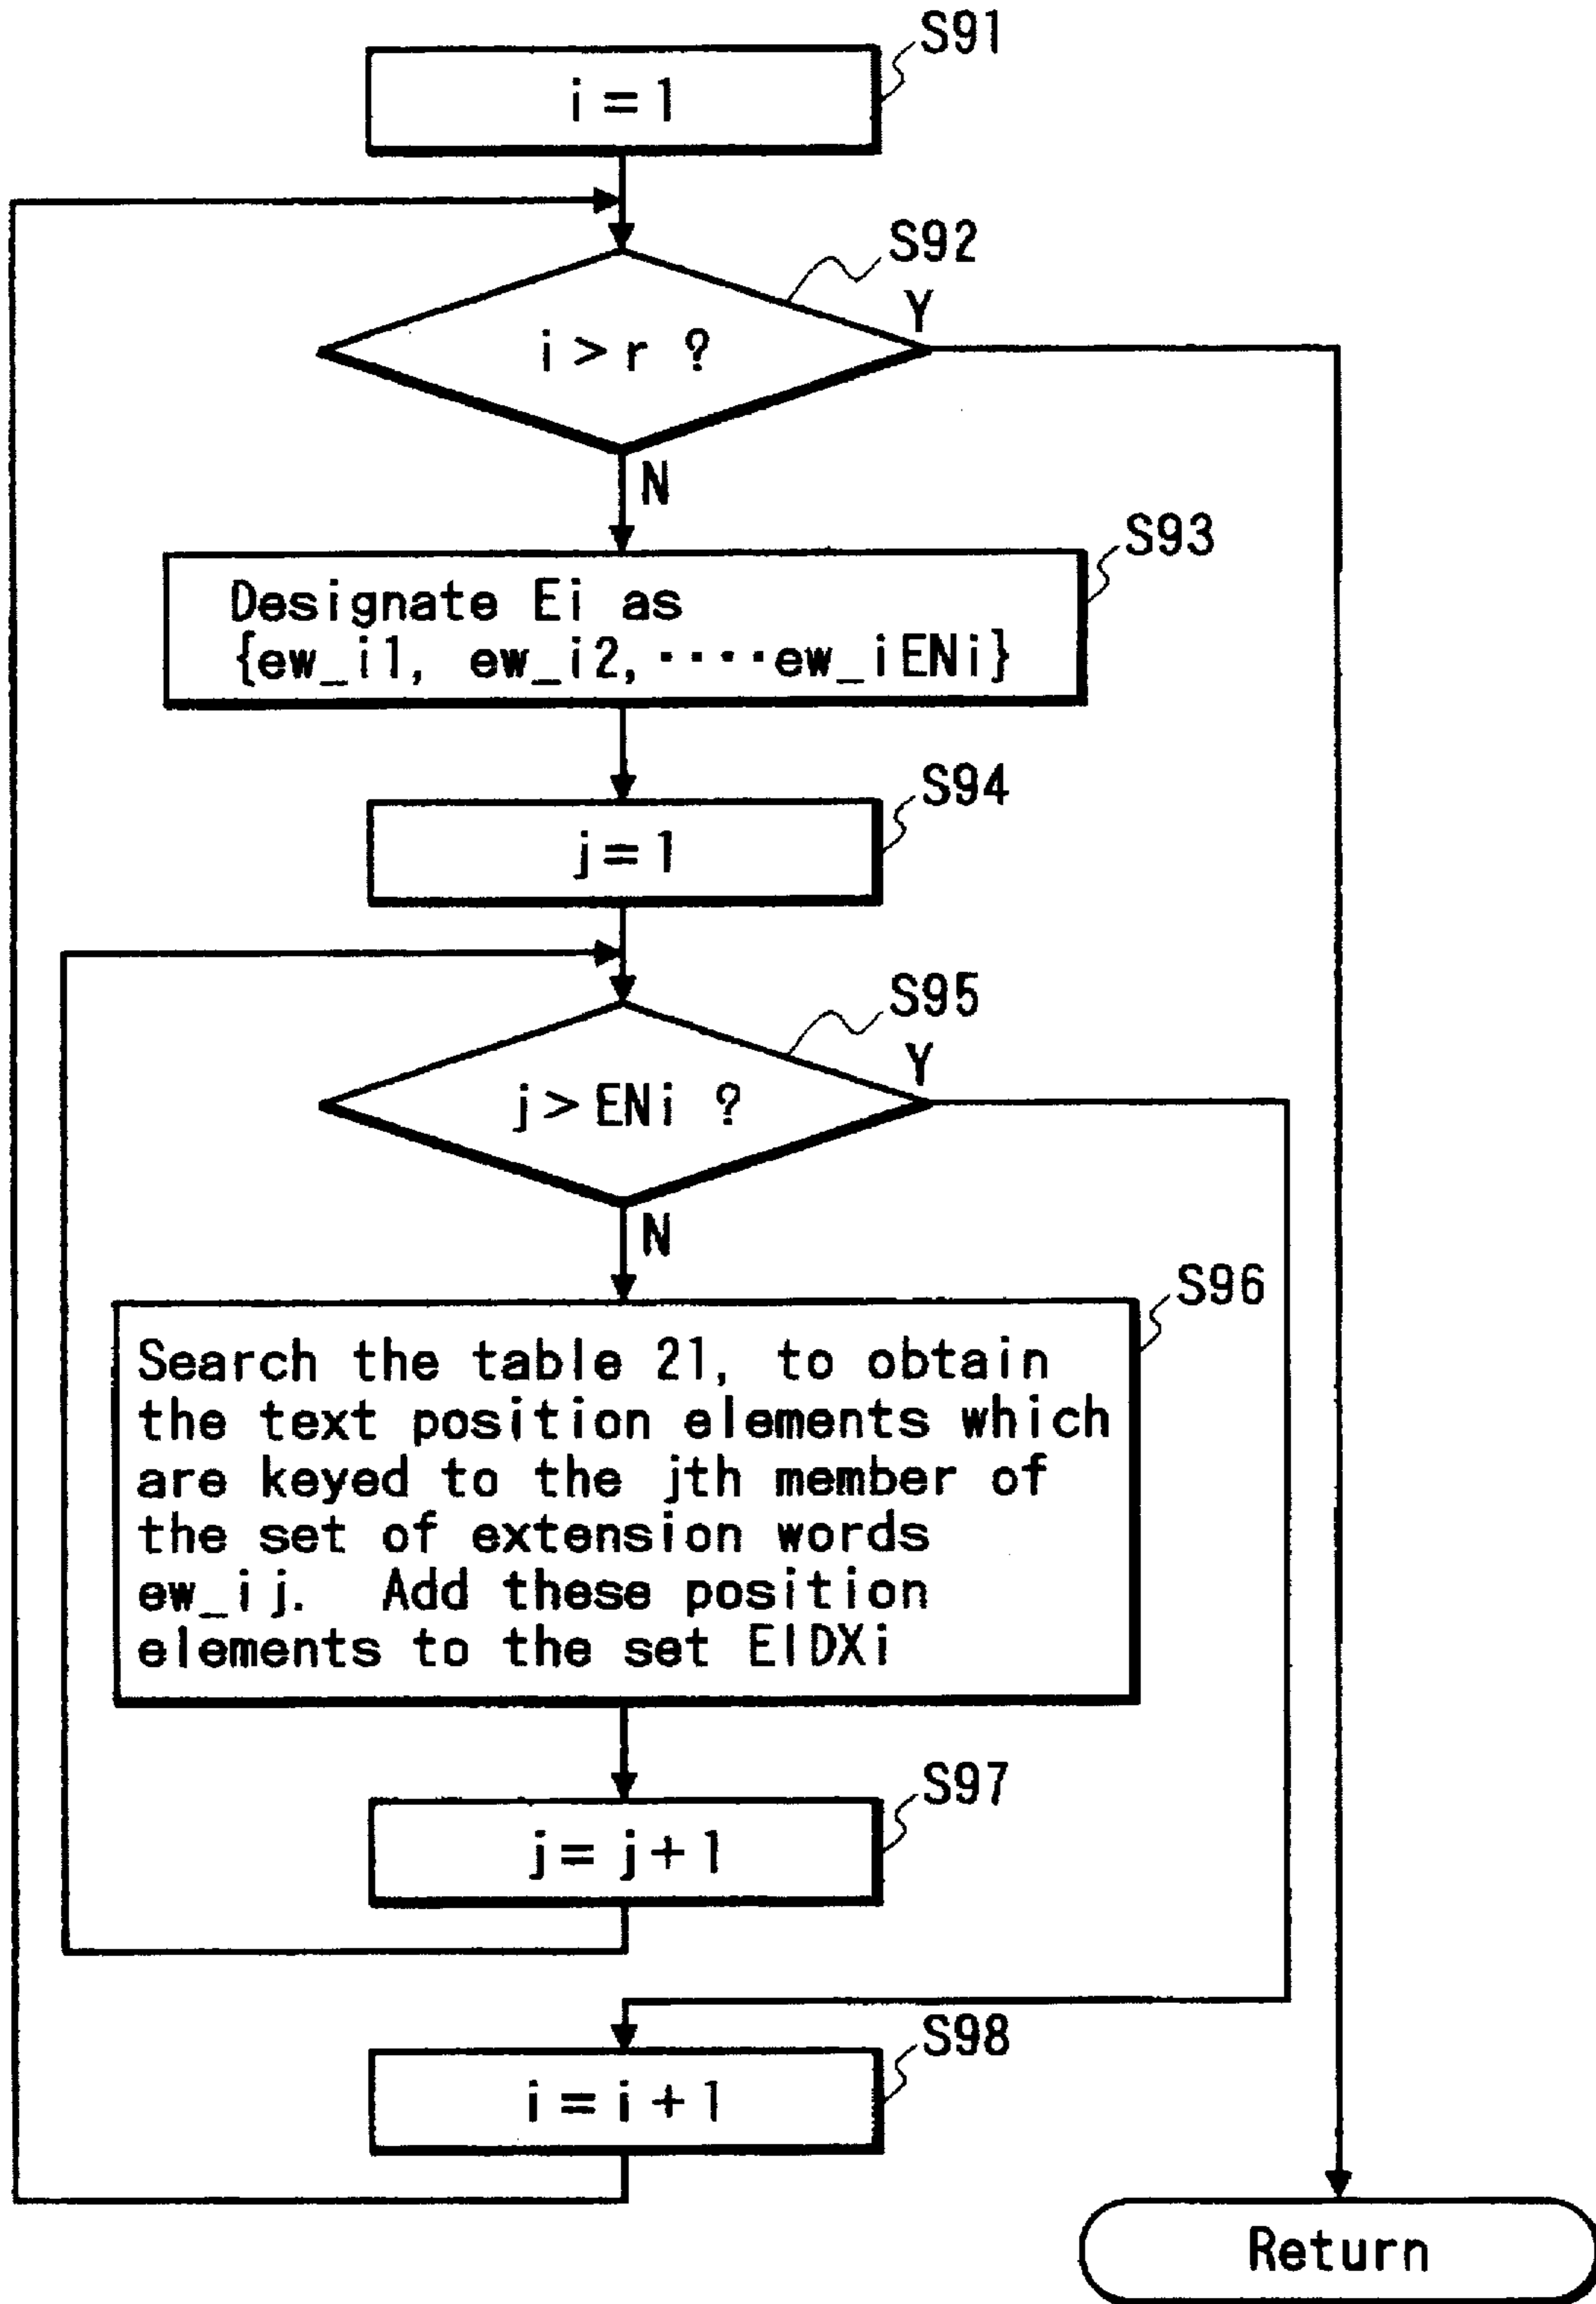 S91
i=1
S92
i>r ?
Y
N
S93
Designate Ei as
{ew_i1, ew_i2,····ew_iENi}
S94
j=1
S95
j>ENi ?
Y
N
S96
Search the table 21, to obtain
the text position elements which
are keyed to the jth member of
the set of extension words
ew_ij. Add these position
elements to the set EIDXi
S97
j=j+1
S98
i=i+1
Return